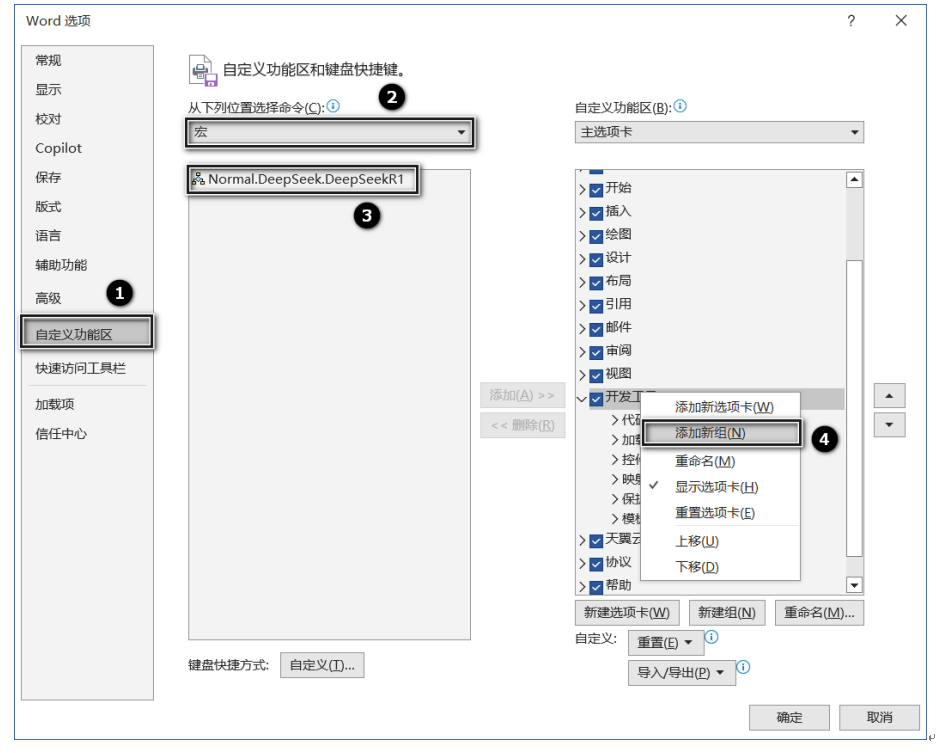 Word 选项
?
常规
显示
校对
Copilot
保存
版式
语言
辅助功能
高级
1
自定义功能区
快速访问工具栏
加载项
信任中心
自定义功能区和键盘快捷键。
从下列位置选择命令(C):
2
宏
Normal.DeepSeek.DeepSeekR1
3
添加(A) >>
<< 删除(R)
键盘快捷方式:
自定义(T)...
自定义功能区(B):
主选项卡
开始
插入
绘图
设计
布局
引用
邮件
审阅
视图
开发工
代码
加载
控件
映射
保护
模板
天翼云
协议
帮助
添加新选项卡(W)
添加新组(N)
4
重命名(M)
显示选项卡(H)
重置选项卡(E)
上移(U)
下移(D)
新建选项卡(W)
新建组(N)
重命名(M)...
自定义:
重置(E)
导入/导出(P)
确定
取消